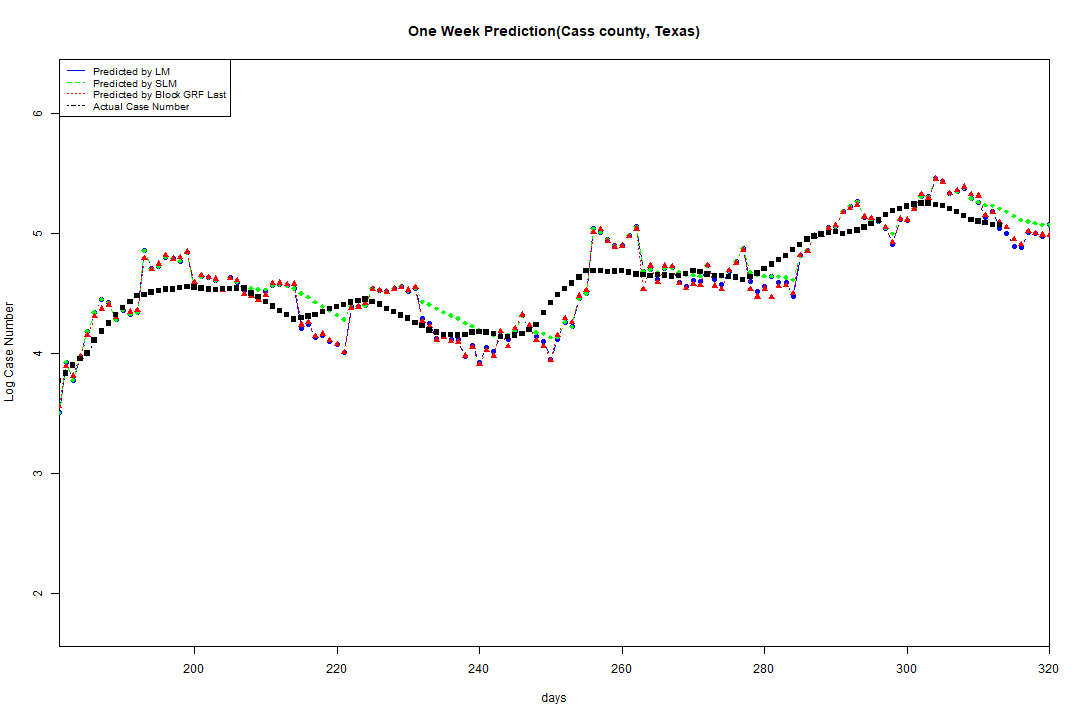 One Week Prediction(Cass county, Texas)
Predicted by LM
Predicted by SLM
Predicted by Block GRF Last
Actual Case Number
6
5
4
3
2
Log Case Number
200
220
240
260
280
300
320
days